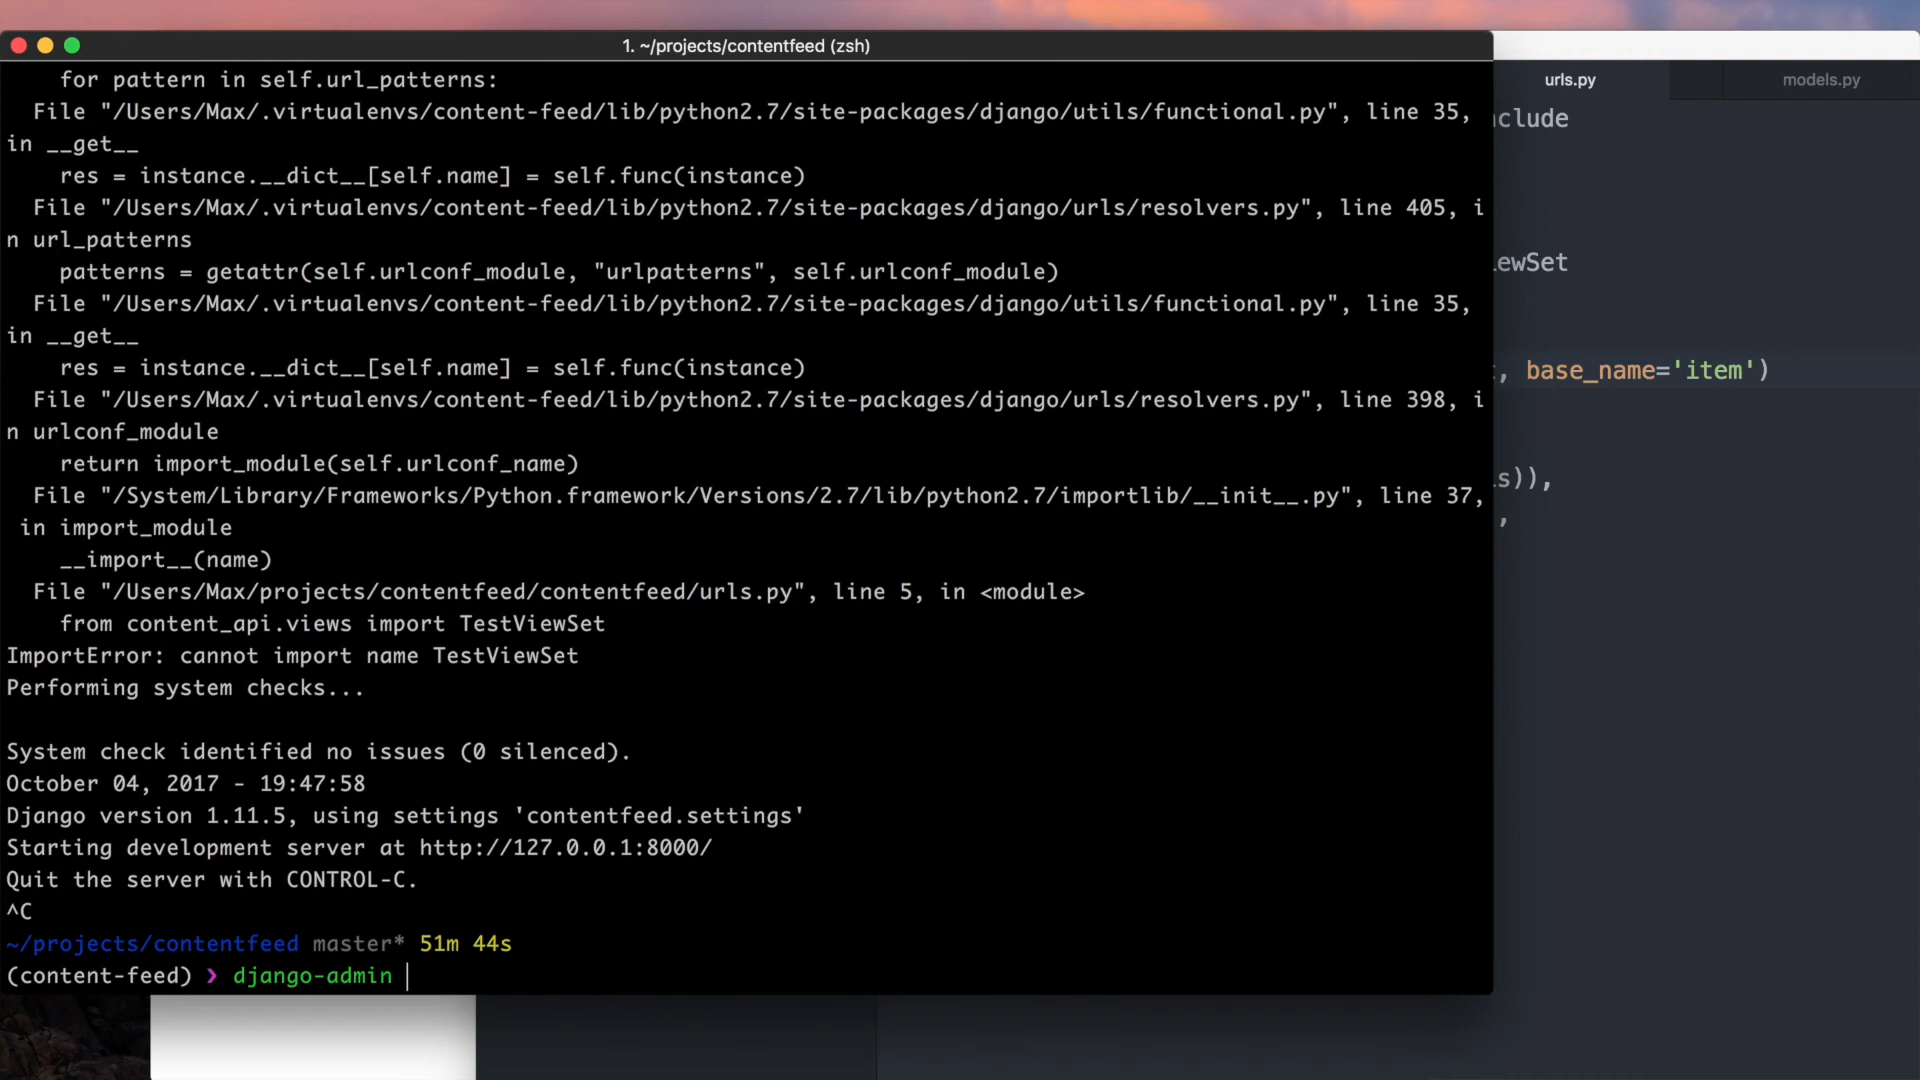 1. ~/projects/contentfeed (zsh)
for pattern in self.url_patterns:
File "/Users/Max/.virtualenvs/content-feed/lib/python2.7/site-packages/django/utils/functional.py", line 35,
in __get__
res = instance.__dict__[self.name] = self.func(instance)
File "/Users/Max/.virtualenvs/content-feed/lib/python2.7/site-packages/django/urls/resolvers.py", line 405, i
n url_patterns
patterns = getattr(self.urlconf_module, "urlpatterns", self.urlconf_module)
File "/Users/Max/.virtualenvs/content-feed/lib/python2.7/site-packages/django/utils/functional.py", line 35,
in __get__
res = instance.__dict__[self.name] = self.func(instance)
File "/Users/Max/.virtualenvs/content-feed/lib/python2.7/site-packages/django/urls/resolvers.py", line 398, i
n urlconf_module
return import_module(self.urlconf_name)
File "/System/Library/Frameworks/Python.framework/Versions/2.7/lib/python2.7/importlib/__init__.py", line 37,
in import_module
__import__(name)
File "/Users/Max/projects/contentfeed/contentfeed/urls.py", line 5, in <module>
from content_api.views import TestViewSet
ImportError: cannot import name TestViewSet
Performing system checks...
System check identified no issues (0 silenced).
October 04, 2017 - 19:47:58
Django version 1.11.5, using settings 'contentfeed.settings'
Starting development server at http://127.0.0.1:8000/
Quit the server with CONTROL-C.
^C
~/projects/contentfeed master* 51m 44s
(content-feed) ❯ django-admin
urls.py
models.py
clude
ewSet
, base_name='item')
s)),
,